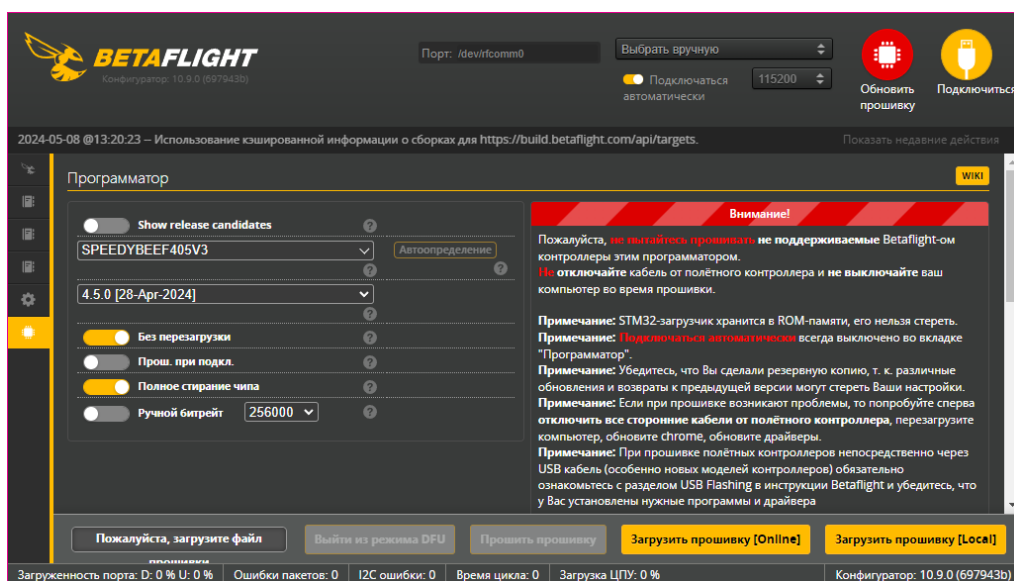 BETAFLIGHT
Конфигуратор: 10.9.0 (697943b)
Порт: /dev/rfcomm0
Выбрать вручную
Подключаться
автоматически
115200
Обновить
прошивку
Подключиться
2024-05-08 @13:20:23 – Использование кэшированной информации о сборках для https://build.betaflight.com/api/targets.
Показать недавние действия
Программатор
WIKI
Show release candidates
SPEEDYBEEF405V3
Автоопределение
4.5.0 [28-Apr-2024]
Без перезагрузки
Прош. при подкл.
Полное стирание чипа
Ручной битрейт
256000
Внимание!
Пожалуйста, не пытайтесь прошивать не поддерживаемые Betaflight-ом
контроллеры этим программатором.
Не отключайте кабель от полётного контроллера и не выключайте ваш
компьютер во время прошивки.
Примечание: STM32-загрузчик хранится в ROM-памяти, его нельзя стереть.
Примечание: Подключаться автоматически всегда выключено во вкладке
"Программатор".
Примечание: Убедитесь, что Вы сделали резервную копию, т. к. различные
обновления и возвраты к предыдущей версии могут стереть Ваши настройки.
Примечание: Если при прошивке возникают проблемы, то попробуйте сперва
отключить все сторонние кабели от полётного контроллера, перезагрузите
компьютер, обновите chrome, обновите драйверы.
Примечание: При прошивке полётных контроллеров непосредственно через
USB кабель (особенно новых моделей контроллеров) обязательно
ознакомьтесь с разделом USB Flashing в инструкции Betaflight и убедитесь, что
у Вас установлены нужные программы и драйвера
Пожалуйста, загрузите файл
прошивки
Выйти из режима DFU
Прошить прошивку
Загрузить прошивку [Online]
Загрузить прошивку [Local]
Загруженность порта: D: 0 % U: 0 %
Ошибки пакетов: 0
I2C ошибки: 0
Время цикла: 0
Загрузка ЦПУ: 0 %
Конфигуратор: 10.9.0 (697943b)